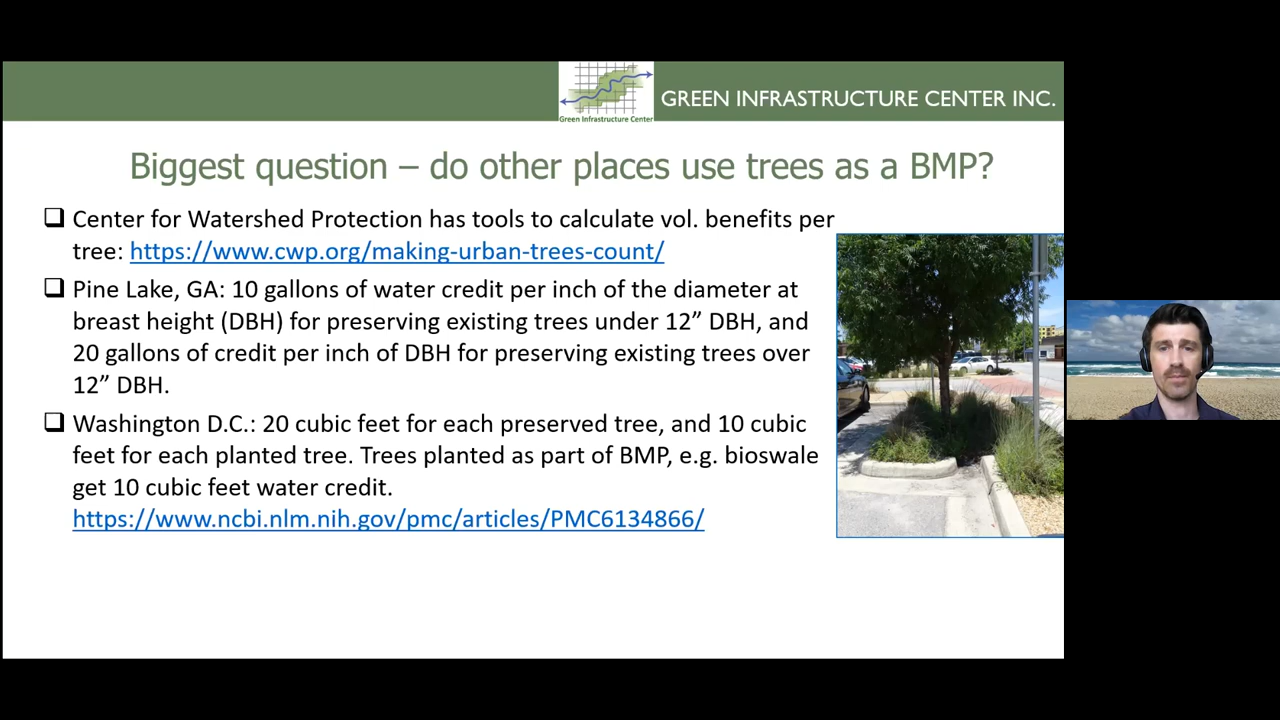 Green Infrastructure Center
GREEN INFRASTRUCTURE CENTER INC.
Biggest question – do other places use trees as a BMP?
❑ Center for Watershed Protection has tools to calculate vol. benefits per
tree: https://www.cwp.org/making-urban-trees-count/
❑ Pine Lake, GA: 10 gallons of water credit per inch of the diameter at
breast height (DBH) for preserving existing trees under 12” DBH, and
20 gallons of credit per inch of DBH for preserving existing trees over
12” DBH.
❑ Washington D.C.: 20 cubic feet for each preserved tree, and 10 cubic
feet for each planted tree. Trees planted as part of BMP, e.g. bioswale
get 10 cubic feet water credit.
https://www.ncbi.nlm.nih.gov/pmc/articles/PMC6134866/